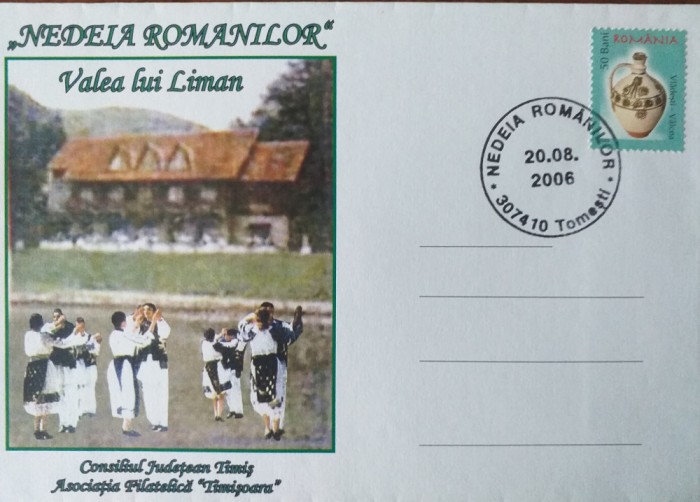 „NEDEIA ROMANILOR“
Valea lui Liman
50 Bani
ROMÂNIA
NEDEIA ROMÂNILOR
20.08.
2006
307410 Tomești
Consiliul Județean Timiș
Asociația Filatelică “Timișoara”